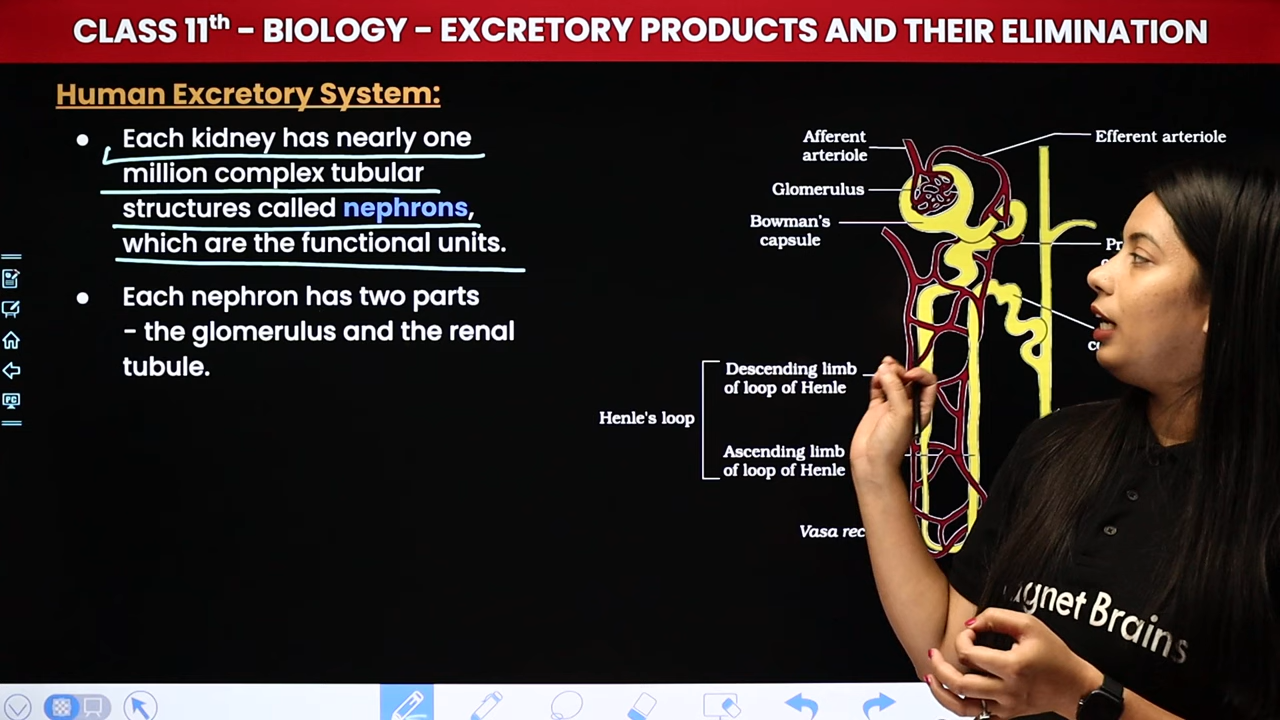 CLASS 11th - BIOLOGY - EXCRETORY PRODUCTS AND THEIR ELIMINATION
Human Excretory System:
• Each kidney has nearly one
million complex tubular
structures called nephrons,
which are the functional units.
• Each nephron has two parts
- the glomerulus and the renal
tubule.
Afferent
arteriole
Efferent arteriole
Glomerulus
Bowman's
capsule
Descending limb
of loop of Henle
Henle's loop
Ascending limb
of loop of Henle
Vasa
Brains
PC